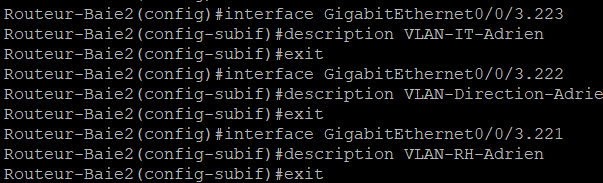 Routeur-Baie2(config)#interface GigabitEthernet0/0/3.223
Routeur-Baie2(config-subif)#description VLAN-IT-Adrien
Routeur-Baie2(config-subif)#exit
Routeur-Baie2(config)#interface GigabitEthernet0/0/3.222
Routeur-Baie2(config-subif)#description VLAN-Direction-Adrie
Routeur-Baie2(config-subif)#exit
Routeur-Baie2(config)#interface GigabitEthernet0/0/3.221
Routeur-Baie2(config-subif)#description VLAN-RH-Adrien
Routeur-Baie2(config-subif)#exit